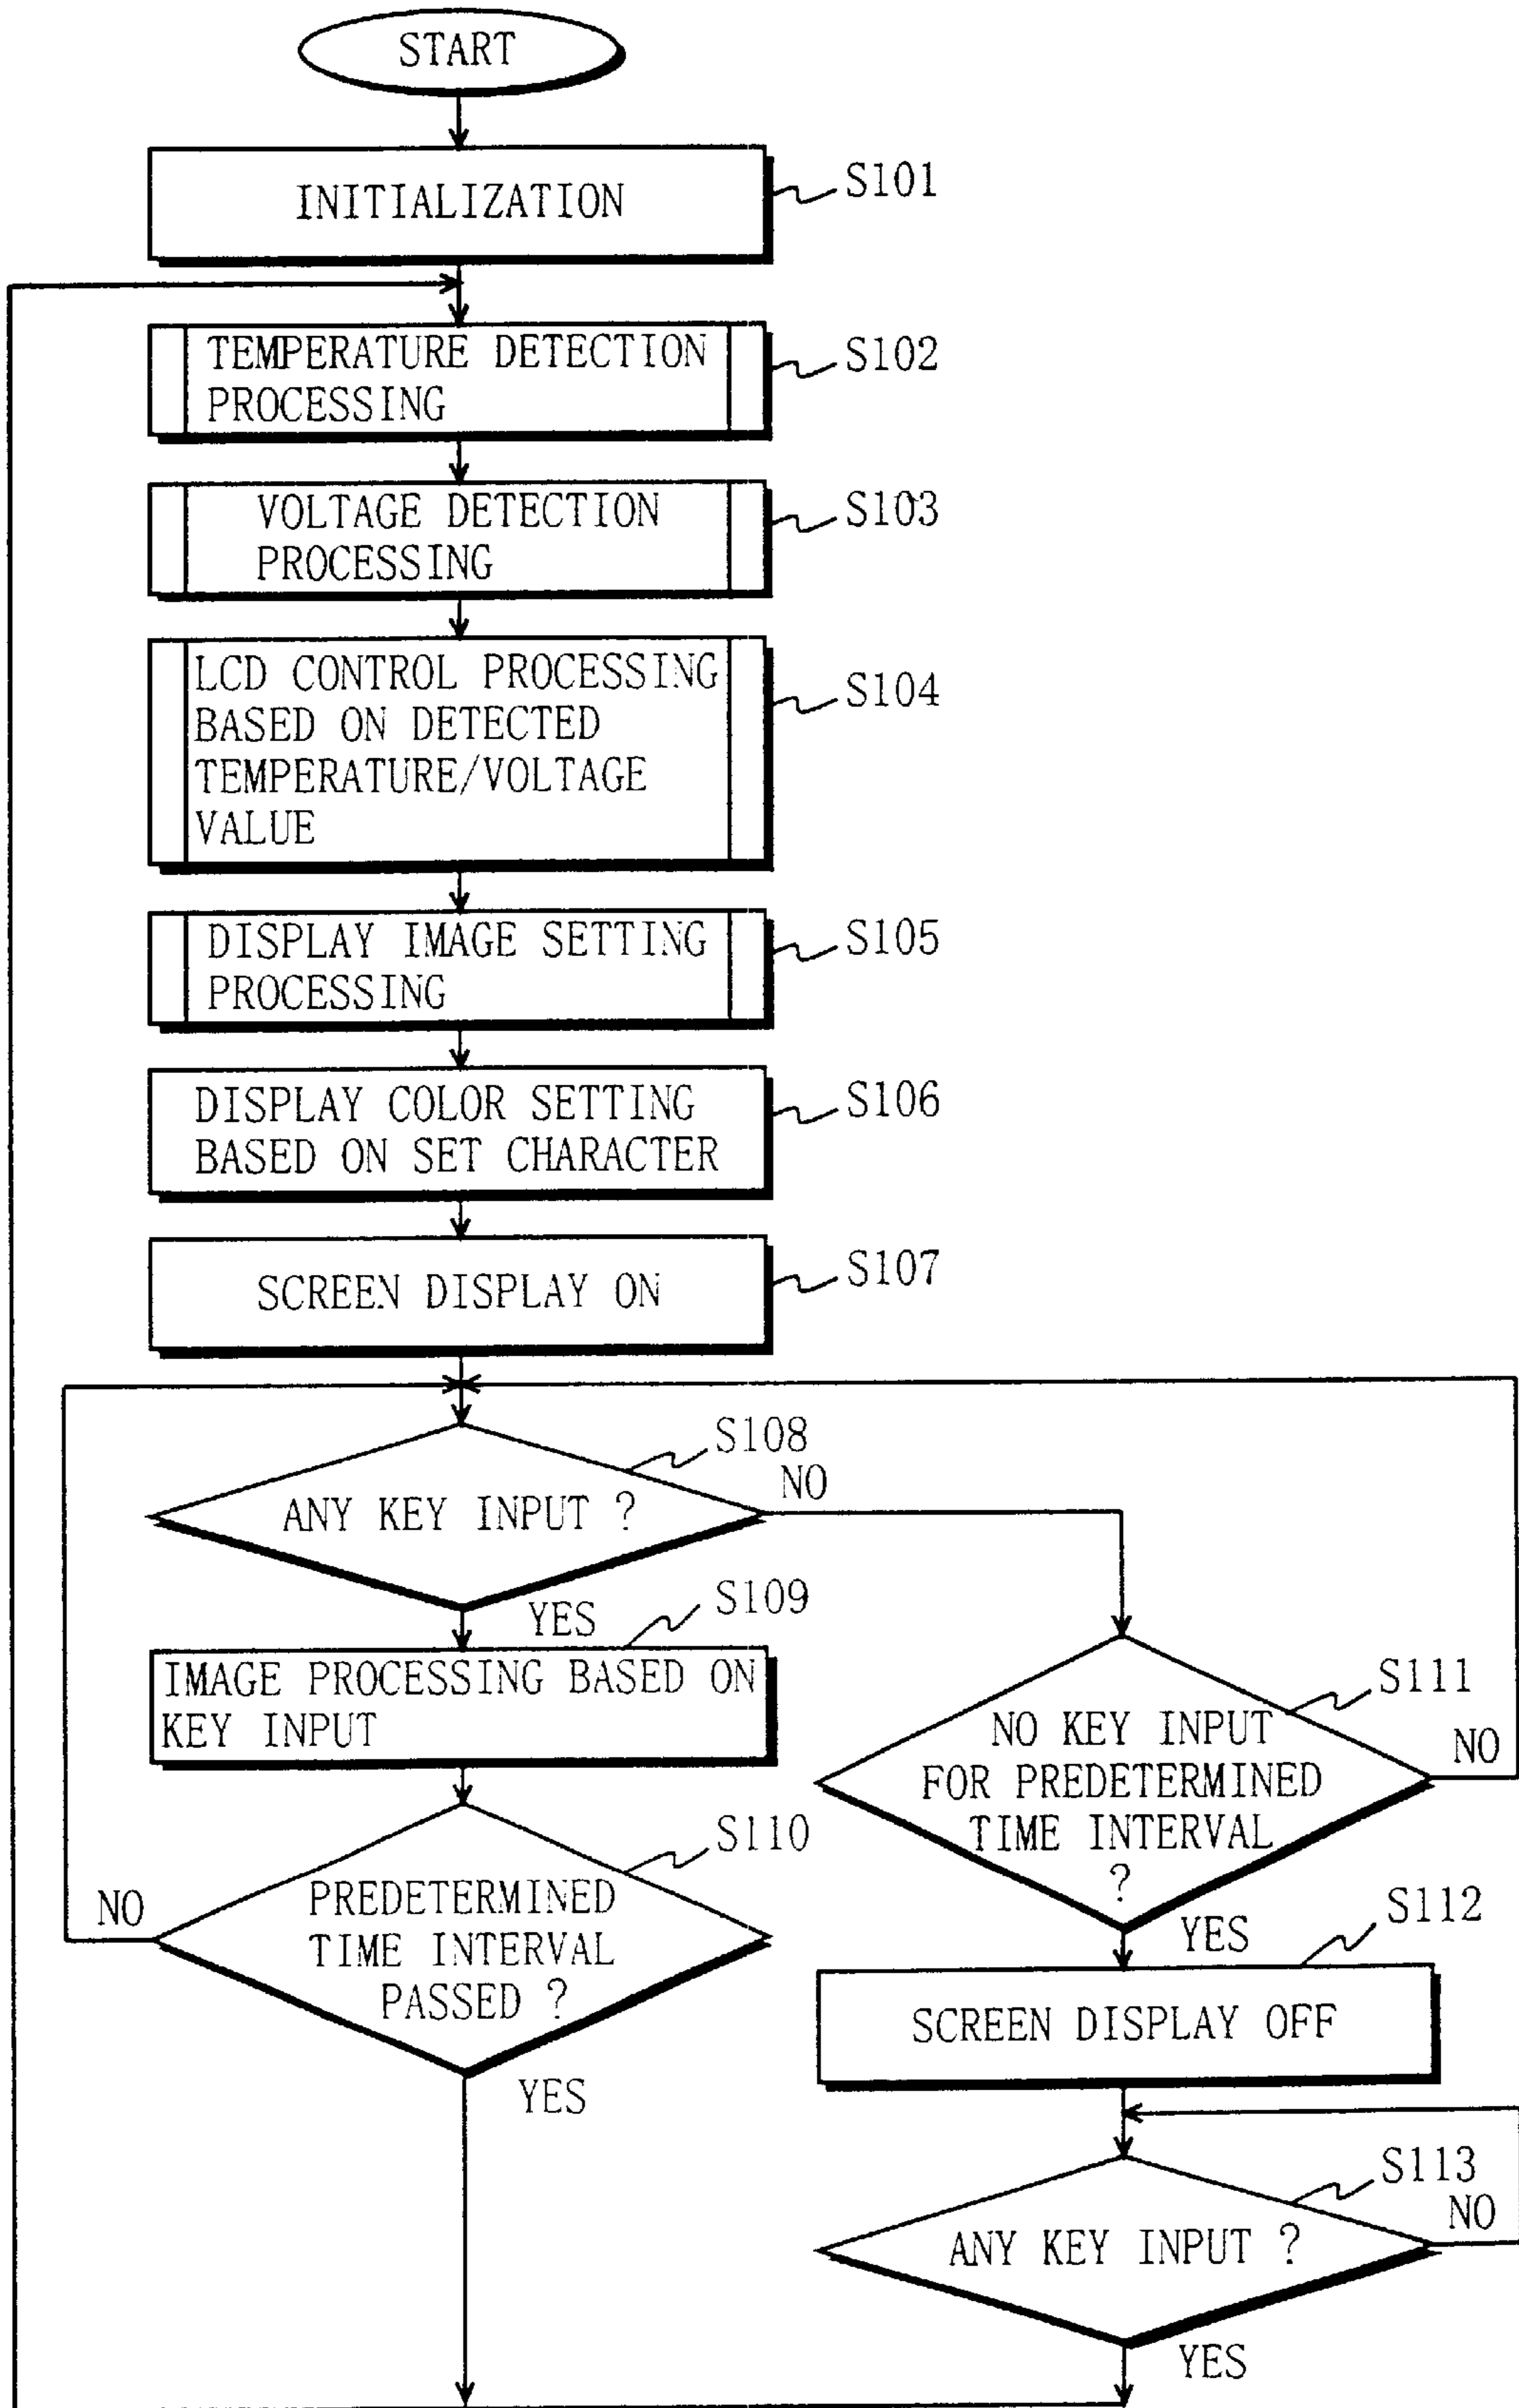 START
INITIALIZATION
S101
TEMPERATURE DETECTION
PROCESSING
S102
VOLTAGE DETECTION
PROCESSING
S103
LCD CONTROL PROCESSING
BASED ON DETECTED
TEMPERATURE/VOLTAGE
VALUE
S104
DISPLAY IMAGE SETTING
PROCESSING
S105
DISPLAY COLOR SETTING
BASED ON SET CHARACTER
S106
SCREEN DISPLAY ON
S107
S108
ANY KEY INPUT ?
NO
YES
S109
IMAGE PROCESSING BASED ON
KEY INPUT
S110
PREDETERMINED
TIME INTERVAL
PASSED ?
NO
YES
S111
NO KEY INPUT
FOR PREDETERMINED
TIME INTERVAL
?
NO
YES
S112
SCREEN DISPLAY OFF
S113
ANY KEY INPUT ?
NO
YES